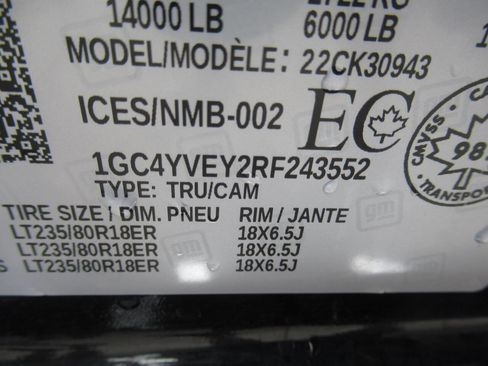 14000 LB 6000 LB
MODEL/MODÈLE: 22CK30943
ICES/NMB-002 EC
1GC4YVEY2RF243552
TYPE: TRU/CAM
TIRE SIZE / DIM. PNEU RIM / JANTE
LT235/80R18ER 18X6.5J
LT235/80R18ER 18X6.5J
LT235/80R18ER 18X6.5J
gm